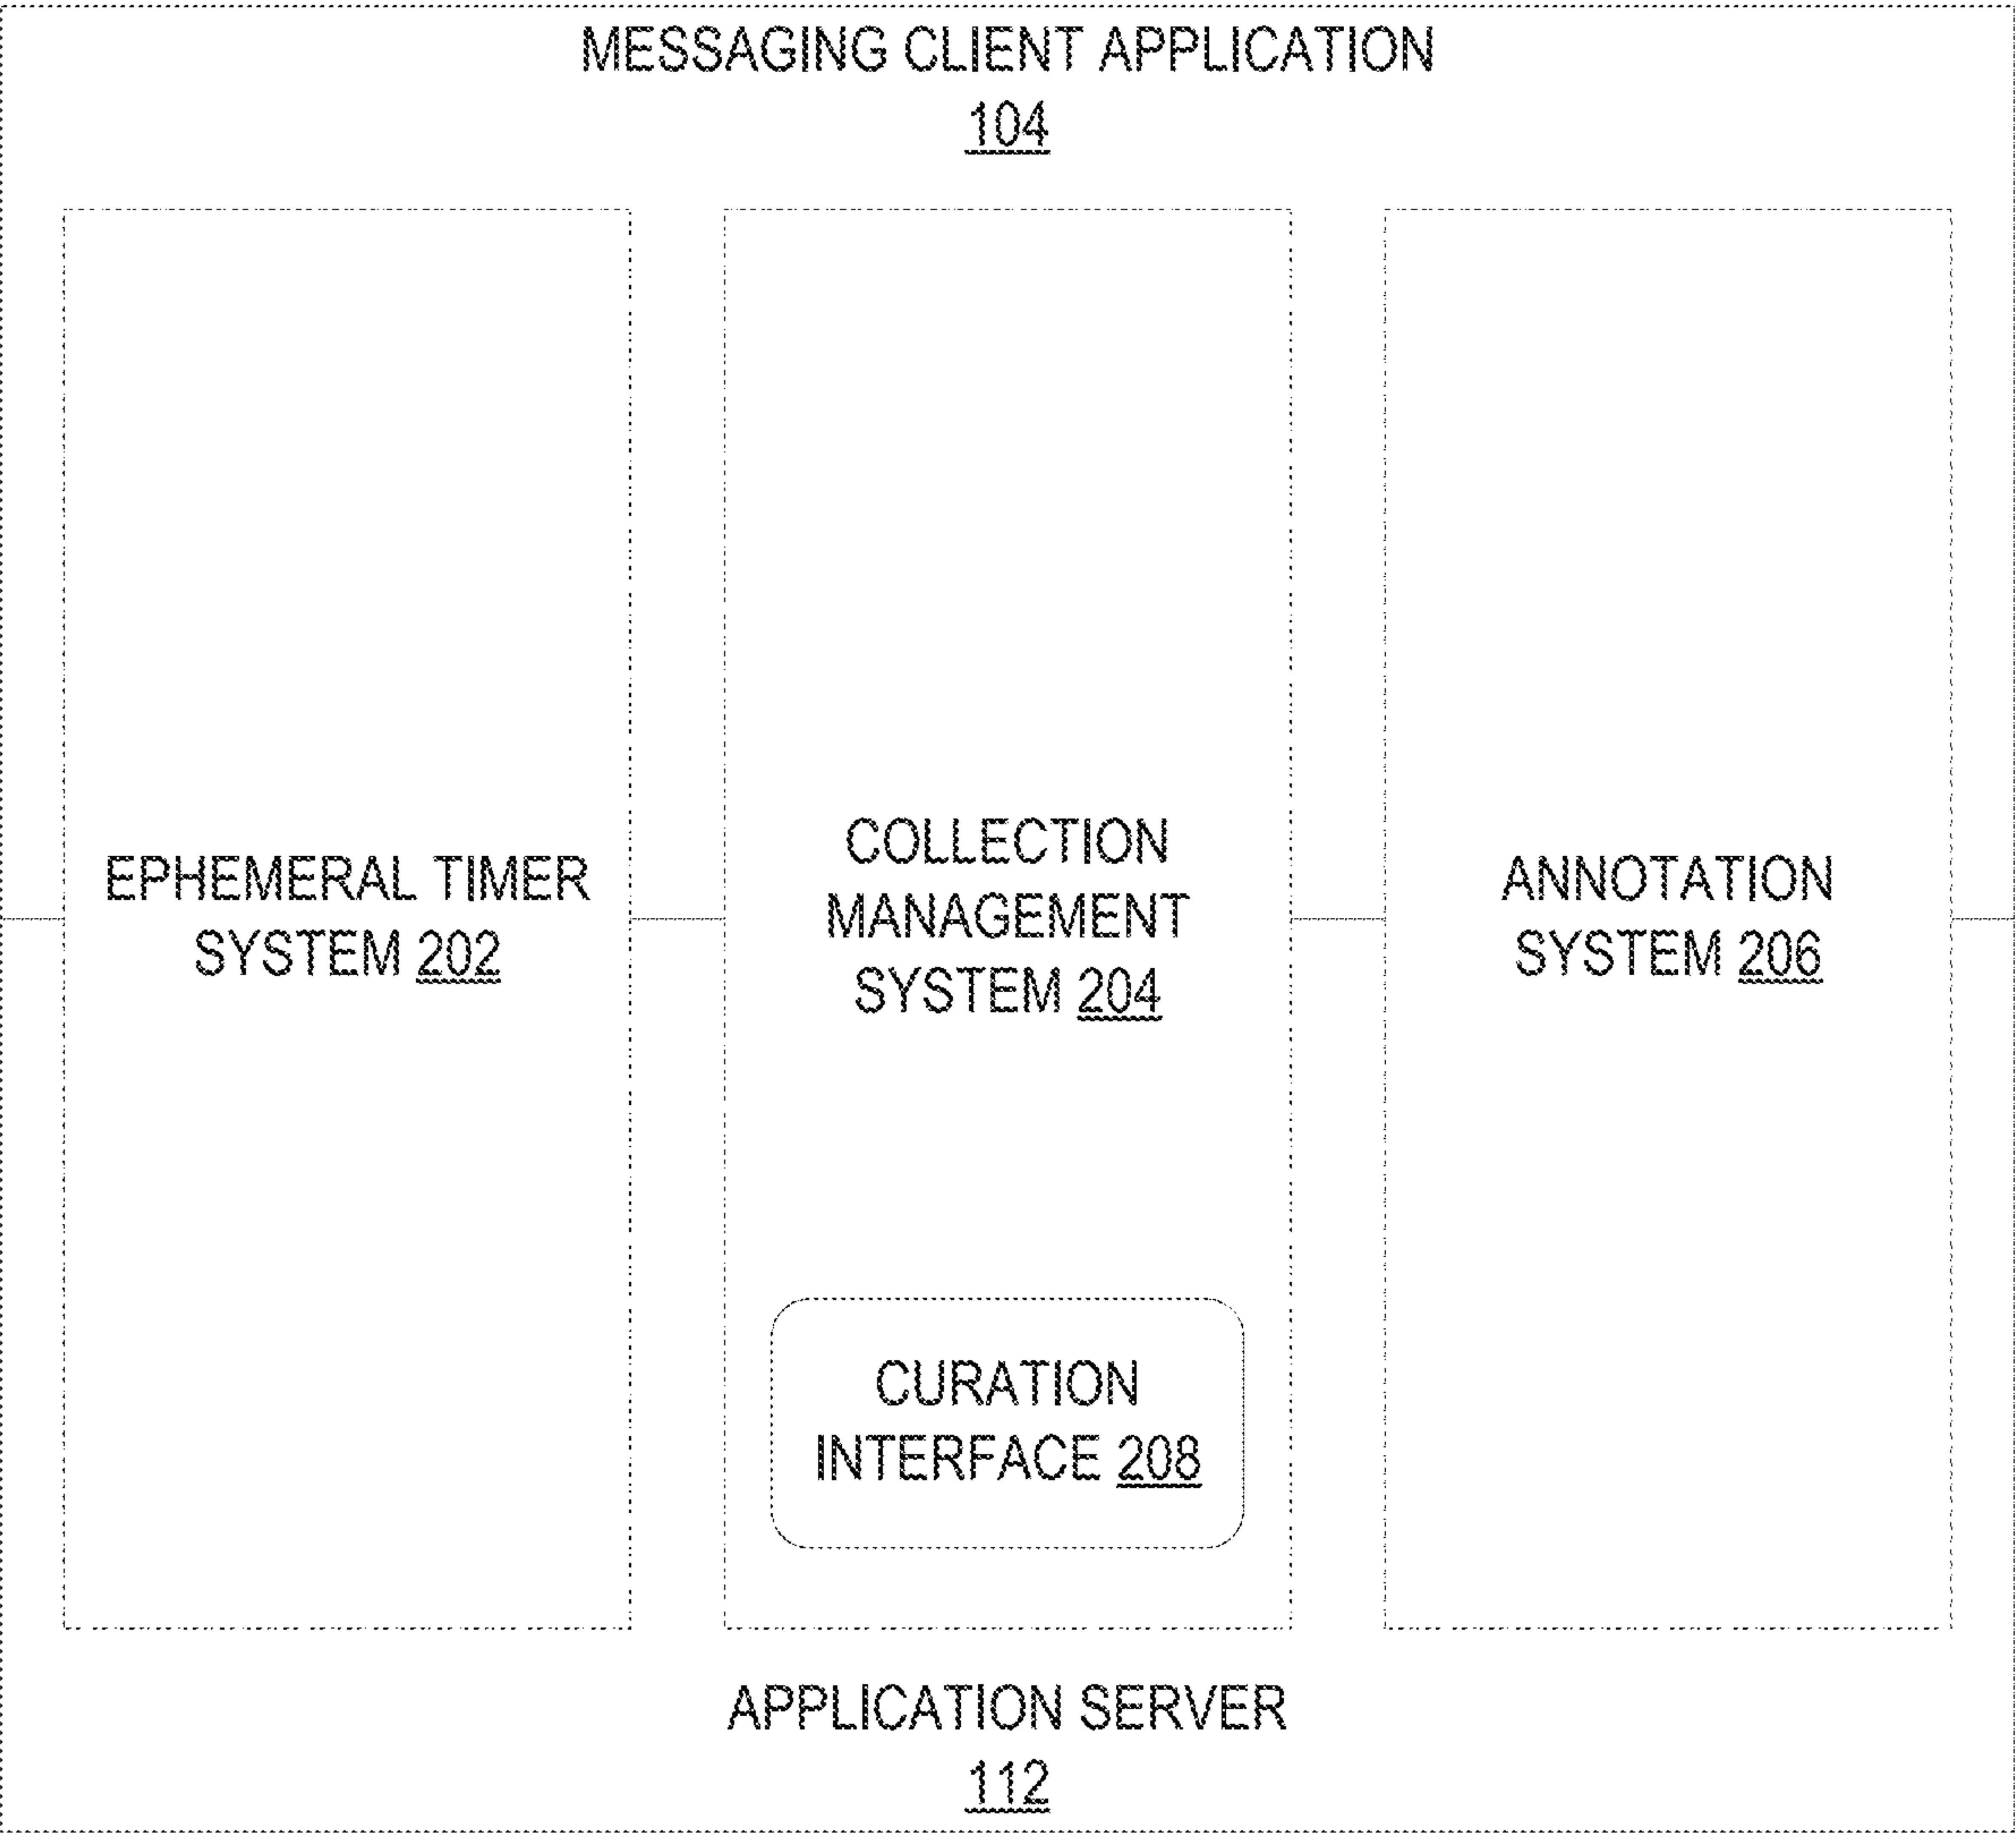 MESSAGING CLIENT APPLICATION
104
EPHEMERAL TIMER
SYSTEM 202
COLLECTION
MANAGEMENT
SYSTEM 204
ANNOTATION
SYSTEM 206
CURATION
INTERFACE 208
APPLICATION SERVER
112